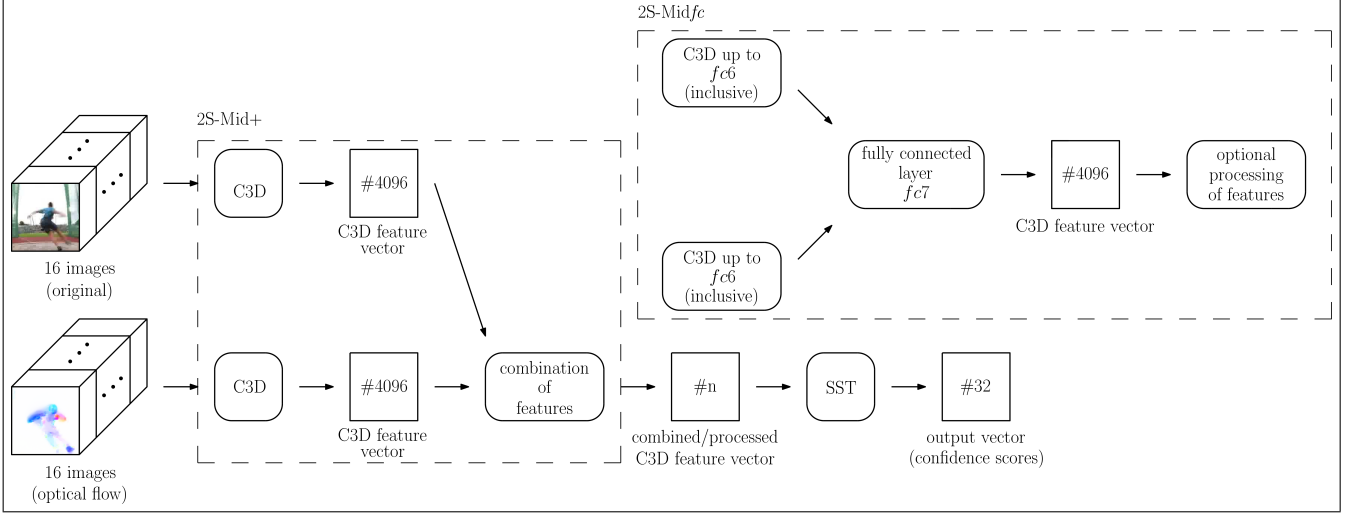 2S-Midfc
C3D up to
fc6
(inclusive)
fully connected
layer
fc7
#4096
C3D feature vector
optional
processing
of features
C3D up to
fc6
(inclusive)
2S-Mid+
16 images
(original)
C3D
#4096
C3D feature
vector
16 images
(optical flow)
C3D
#4096
C3D feature
vector
combination
of
features
#n
combined/processed
C3D feature vector
SST
#32
output vector
(confidence scores)